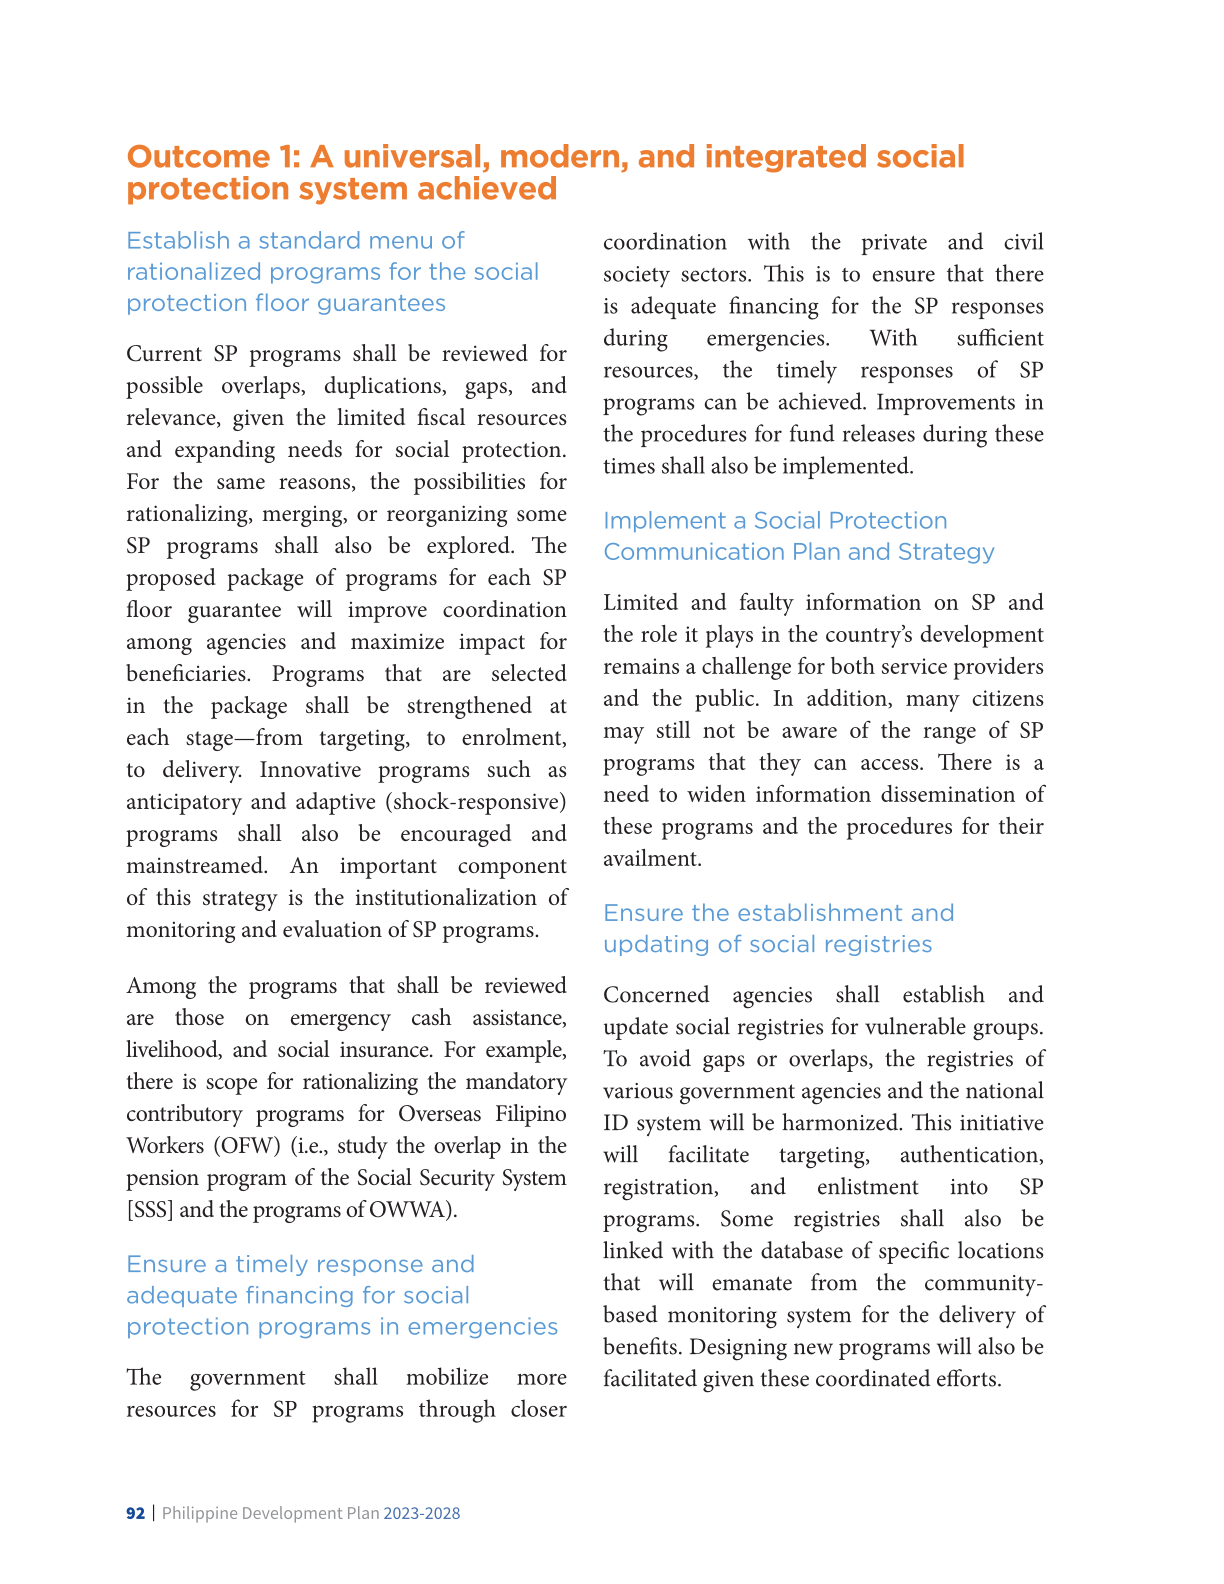 Outcome 1: A universal, modern, and integrated social
protection system achieved
Establish a standard menu of
rationalized programs for the social
protection floor guarantees
Current SP programs shall be reviewed for
possible overlaps, duplications, gaps, and
relevance, given the limited fiscal resources
and expanding needs for social protection.
For the same reasons, the possibilities for
rationalizing, merging, or reorganizing some
SP programs shall also be explored. The
proposed package of programs for each SP
floor guarantee will improve coordination
among agencies and maximize impact for
beneficiaries. Programs that are selected
in the package shall be strengthened at
each stage—from targeting, to enrolment,
to delivery. Innovative programs such as
anticipatory and adaptive (shock-responsive)
programs shall also be encouraged and
mainstreamed. An important component
of this strategy is the institutionalization of
monitoring and evaluation of SP programs.
Among the programs that shall be reviewed
are those on emergency cash assistance,
livelihood, and social insurance. For example,
there is scope for rationalizing the mandatory
contributory programs for Overseas Filipino
Workers (OFW) (i.e., study the overlap in the
pension program of the Social Security System
[SSS] and the programs of OWWA).
Ensure a timely response and
adequate financing for social
protection programs in emergencies
The government shall mobilize more
resources for SP programs through closer
coordination with the private and civil
society sectors. This is to ensure that there
is adequate financing for the SP responses
during emergencies. With sufficient
resources, the timely responses of SP
programs can be achieved. Improvements in
the procedures for fund releases during these
times shall also be implemented.
Implement a Social Protection
Communication Plan and Strategy
Limited and faulty information on SP and
the role it plays in the country’s development
remains a challenge for both service providers
and the public. In addition, many citizens
may still not be aware of the range of SP
programs that they can access. There is a
need to widen information dissemination of
these programs and the procedures for their
availment.
Ensure the establishment and
updating of social registries
Concerned agencies shall establish and
update social registries for vulnerable groups.
To avoid gaps or overlaps, the registries of
various government agencies and the national
ID system will be harmonized. This initiative
will facilitate targeting, authentication,
registration, and enlistment into SP
programs. Some registries shall also be
linked with the database of specific locations
that will emanate from the community-
based monitoring system for the delivery of
benefits. Designing new programs will also be
facilitated given these coordinated efforts.
92 | Philippine Development Plan 2023-2028